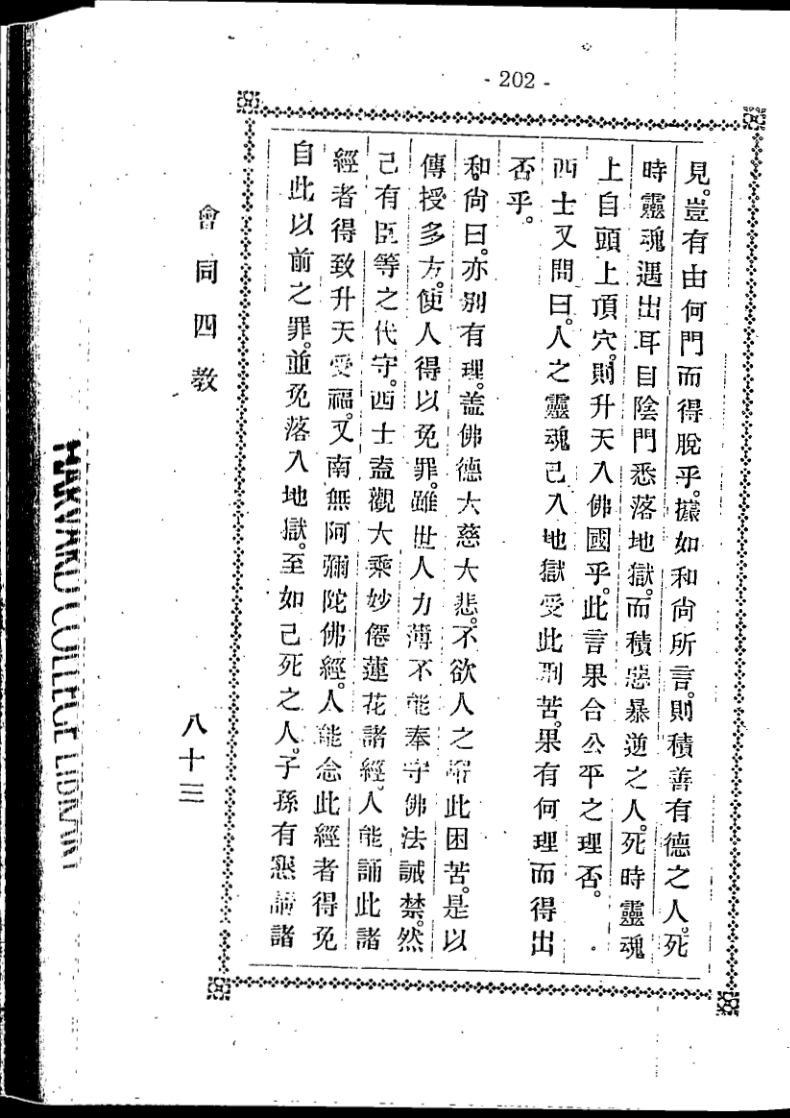 - 202 -
見。豈有由何門而得脫乎。據如和尙所言。則積善有德之人。死
時靈魂遇出耳目陰門悉落地獄。而積惡暴逆之人。死時靈魂
上自頭上頂穴。則升天入佛國乎。此言果合公平之理否。
西士又問曰。人之靈魂己入地獄受此刑苦。果有何理而得出
否乎。
和尙曰。亦別有理。盖佛德大慈大悲。不欲人之罹此困苦。是以
傳授多方。使人得以免罪。雖世人力薄不能奉守佛法誡禁。然
己有臣等之代守。西士盍觀大乘妙僊蓮花諸經。人能誦此諸
經者得致升天受福。又南無阿彌陀佛經。人能念此經者得免
自此以前之罪。並免落入地獄。至如己死之人。子孫有懇請諸
會同四教
八十三
HARVARD COLLEGE LIBRARY